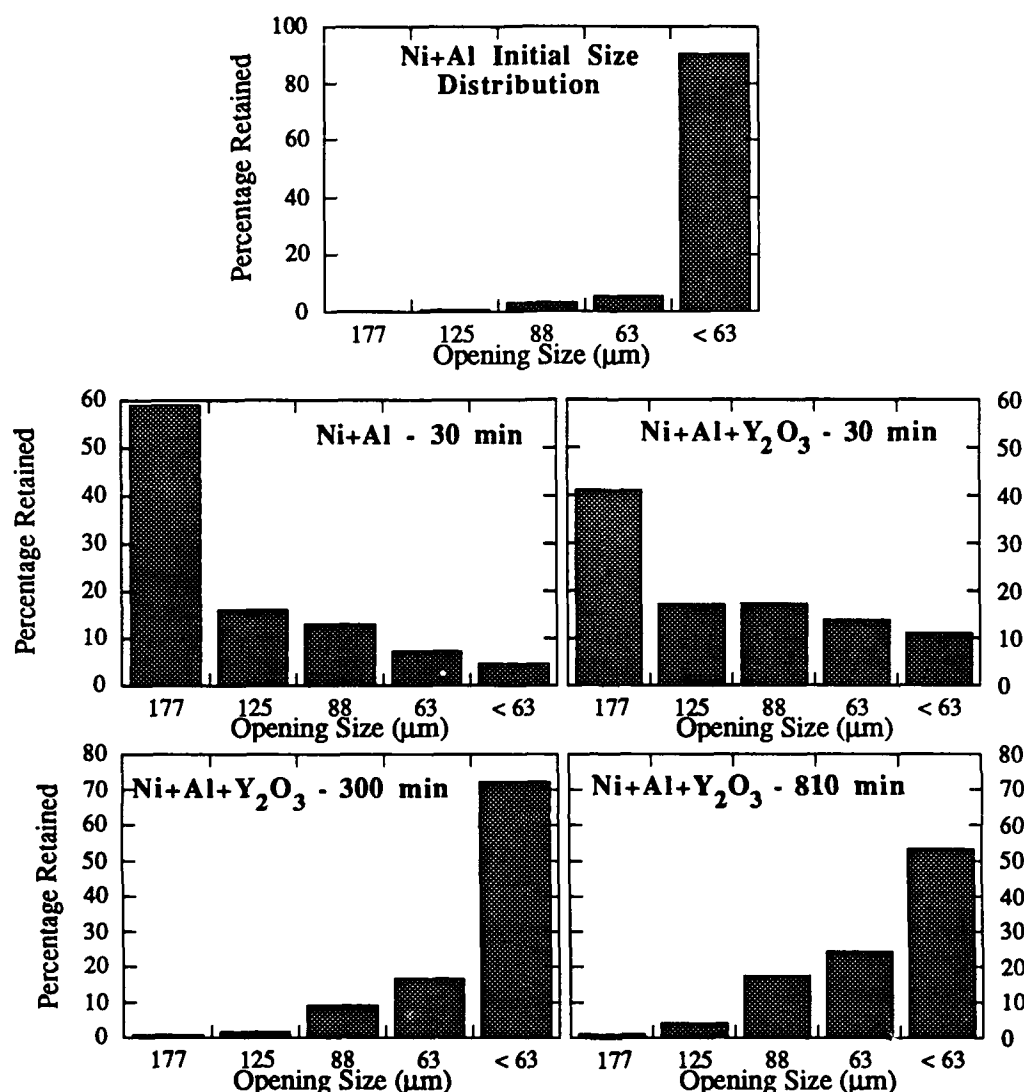 Ni+Al Initial Size
Distribution
Percentage Retained
100
80
60
40
20
0
177 125 88 63 < 63
Opening Size (μm)
Ni+Al - 30 min
Percentage Retained
60
50
40
30
20
10
0
177 125 88 63 < 63
Opening Size (μm)
Ni+Al+Y₂O₃ - 30 min
60
50
40
30
20
10
0
177 125 88 63 < 63
Opening Size (μm)
Ni+Al+Y₂O₃ - 300 min
Percentage Retained
80
70
60
50
40
30
20
10
0
177 125 88 63 < 63
Opening Size (μm)
Ni+Al+Y₂O₃ - 810 min
80
70
60
50
40
30
20
10
0
177 125 88 63 < 63
Opening Size (μm)